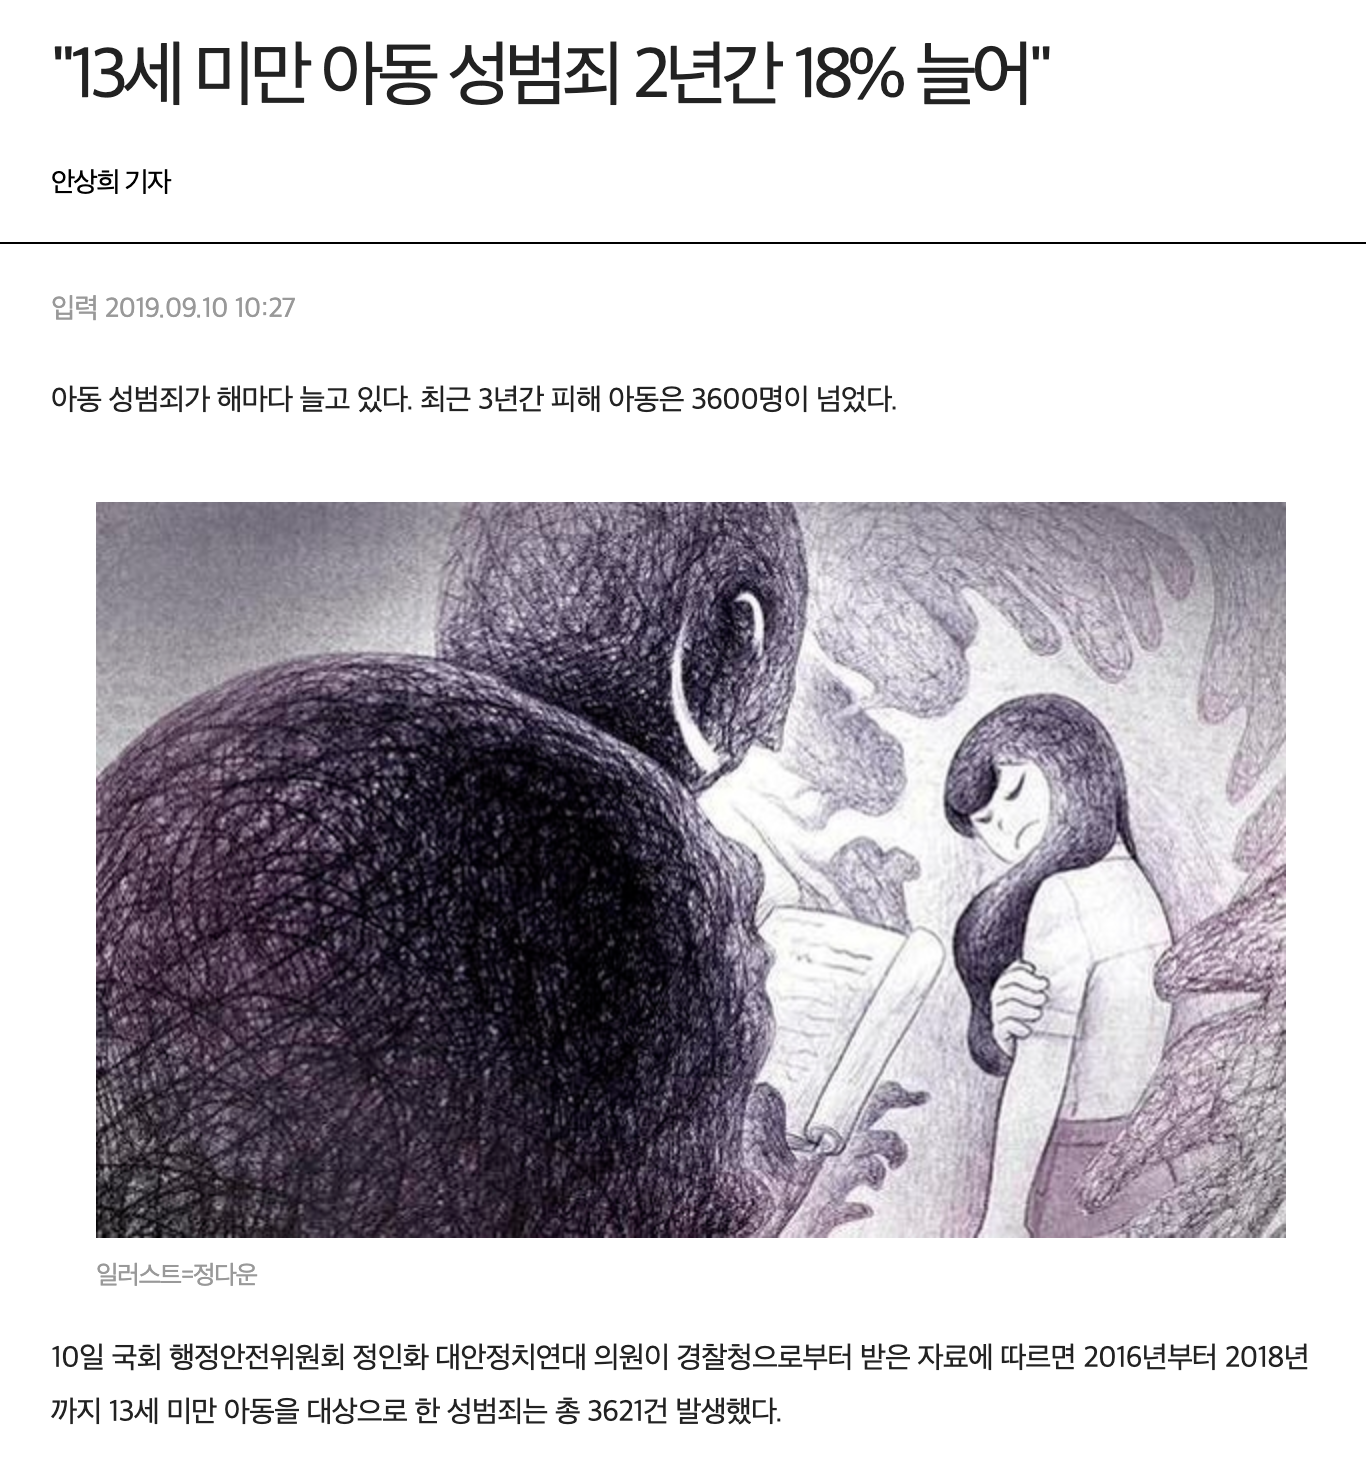 "13세 미만 아동 성범죄 2년간 18% 늘어"
안상희 기자
입력 2019.09.10 10:27
아동 성범죄가 해마다 늘고 있다. 최근 3년간 피해 아동은 3600명이 넘었다.
일러스트=정다운
10일 국회 행정안전위원회 정인화 대안정치연대 의원이 경찰청으로부터 받은 자료에 따르면 2016년부터 2018년
까지 13세 미만 아동을 대상으로 한 성범죄는 총 3621건 발생했다.